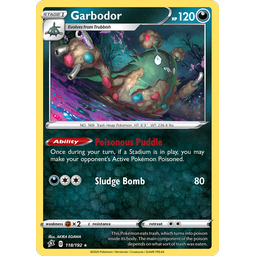 STAGE 1
Garbodor
HP 120
Evolves from Trubbish
NO. 569 Trash Heap Pokémon HT: 6'3" WT: 236.6 lbs.
Ability Poisonous Puddle
Once during your turn, if a Stadium is in play, you may
make your opponent's Active Pokémon Poisoned.
Sludge Bomb 80
weakness ×2 resistance retreat
Illus. AKIRA EGAWA
118/192
This Pokémon eats trash, which turns into poison
inside its body. The main component of the poison
depends on what sort of trash was eaten.